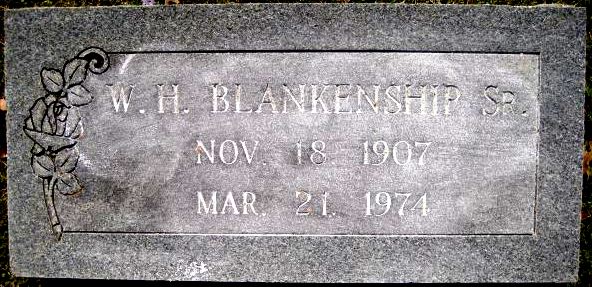 W. H. BLANKENSHIP SR.
NOV. 18 1907
MAR. 21. 1974